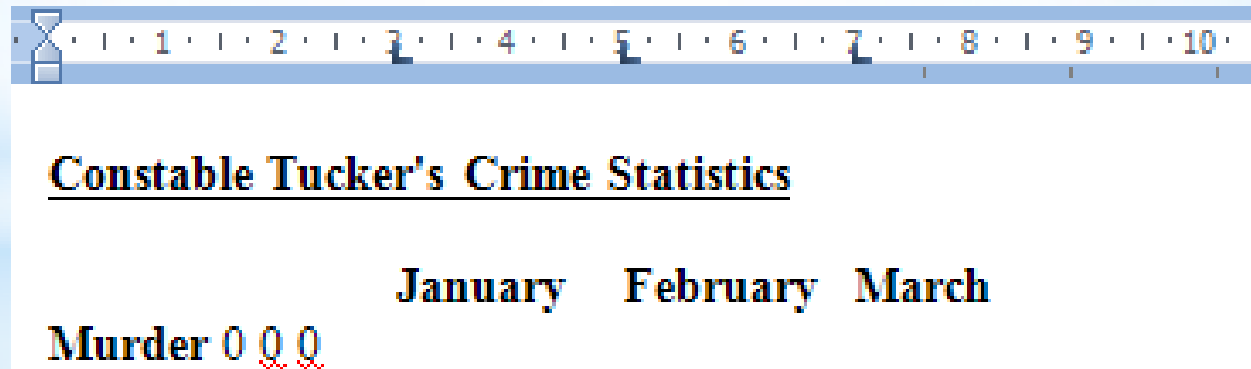 1 2 3 4 5 6 7 8 9 10
Constable Tucker's Crime Statistics
January February March
Murder 0 0 0